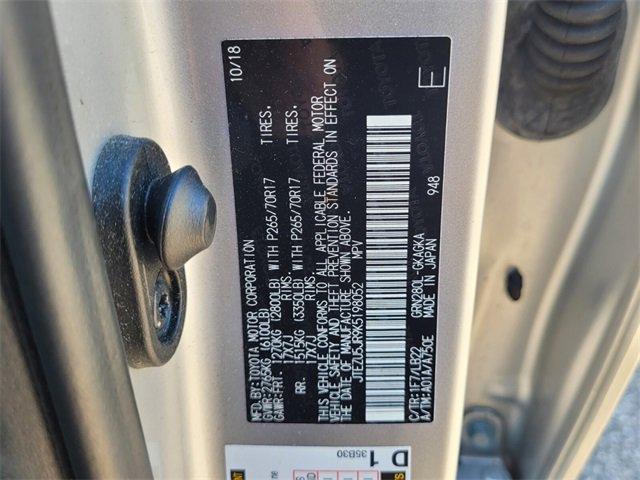 MFD. BY: TOYOTA MOTOR CORPORATION 10/18
GVWR: 2765KG (6100LB)
GAWR: FRT. 1270KG (2800LB) WITH P265/70R17 TIRES,
17X7J RIMS,
RR. 1515KG (3350LB) WITH P265/70R17 TIRES,
17X7J RIMS,
THIS VEHICLE CONFORMS TO ALL APPLICABLE FEDERAL MOTOR
VEHICLE SAFETY AND THEFT PREVENTION STANDARDS IN EFFECT ON
THE DATE OF MANUFACTURE SHOWN ABOVE.
JTEZU5JR9K5198052 MPV
E
948
C/TR: 1F7/LB22 GRN280L-GKAGKA
A/TM: A01A/A750E MADE IN JAPAN
D 1
35B30